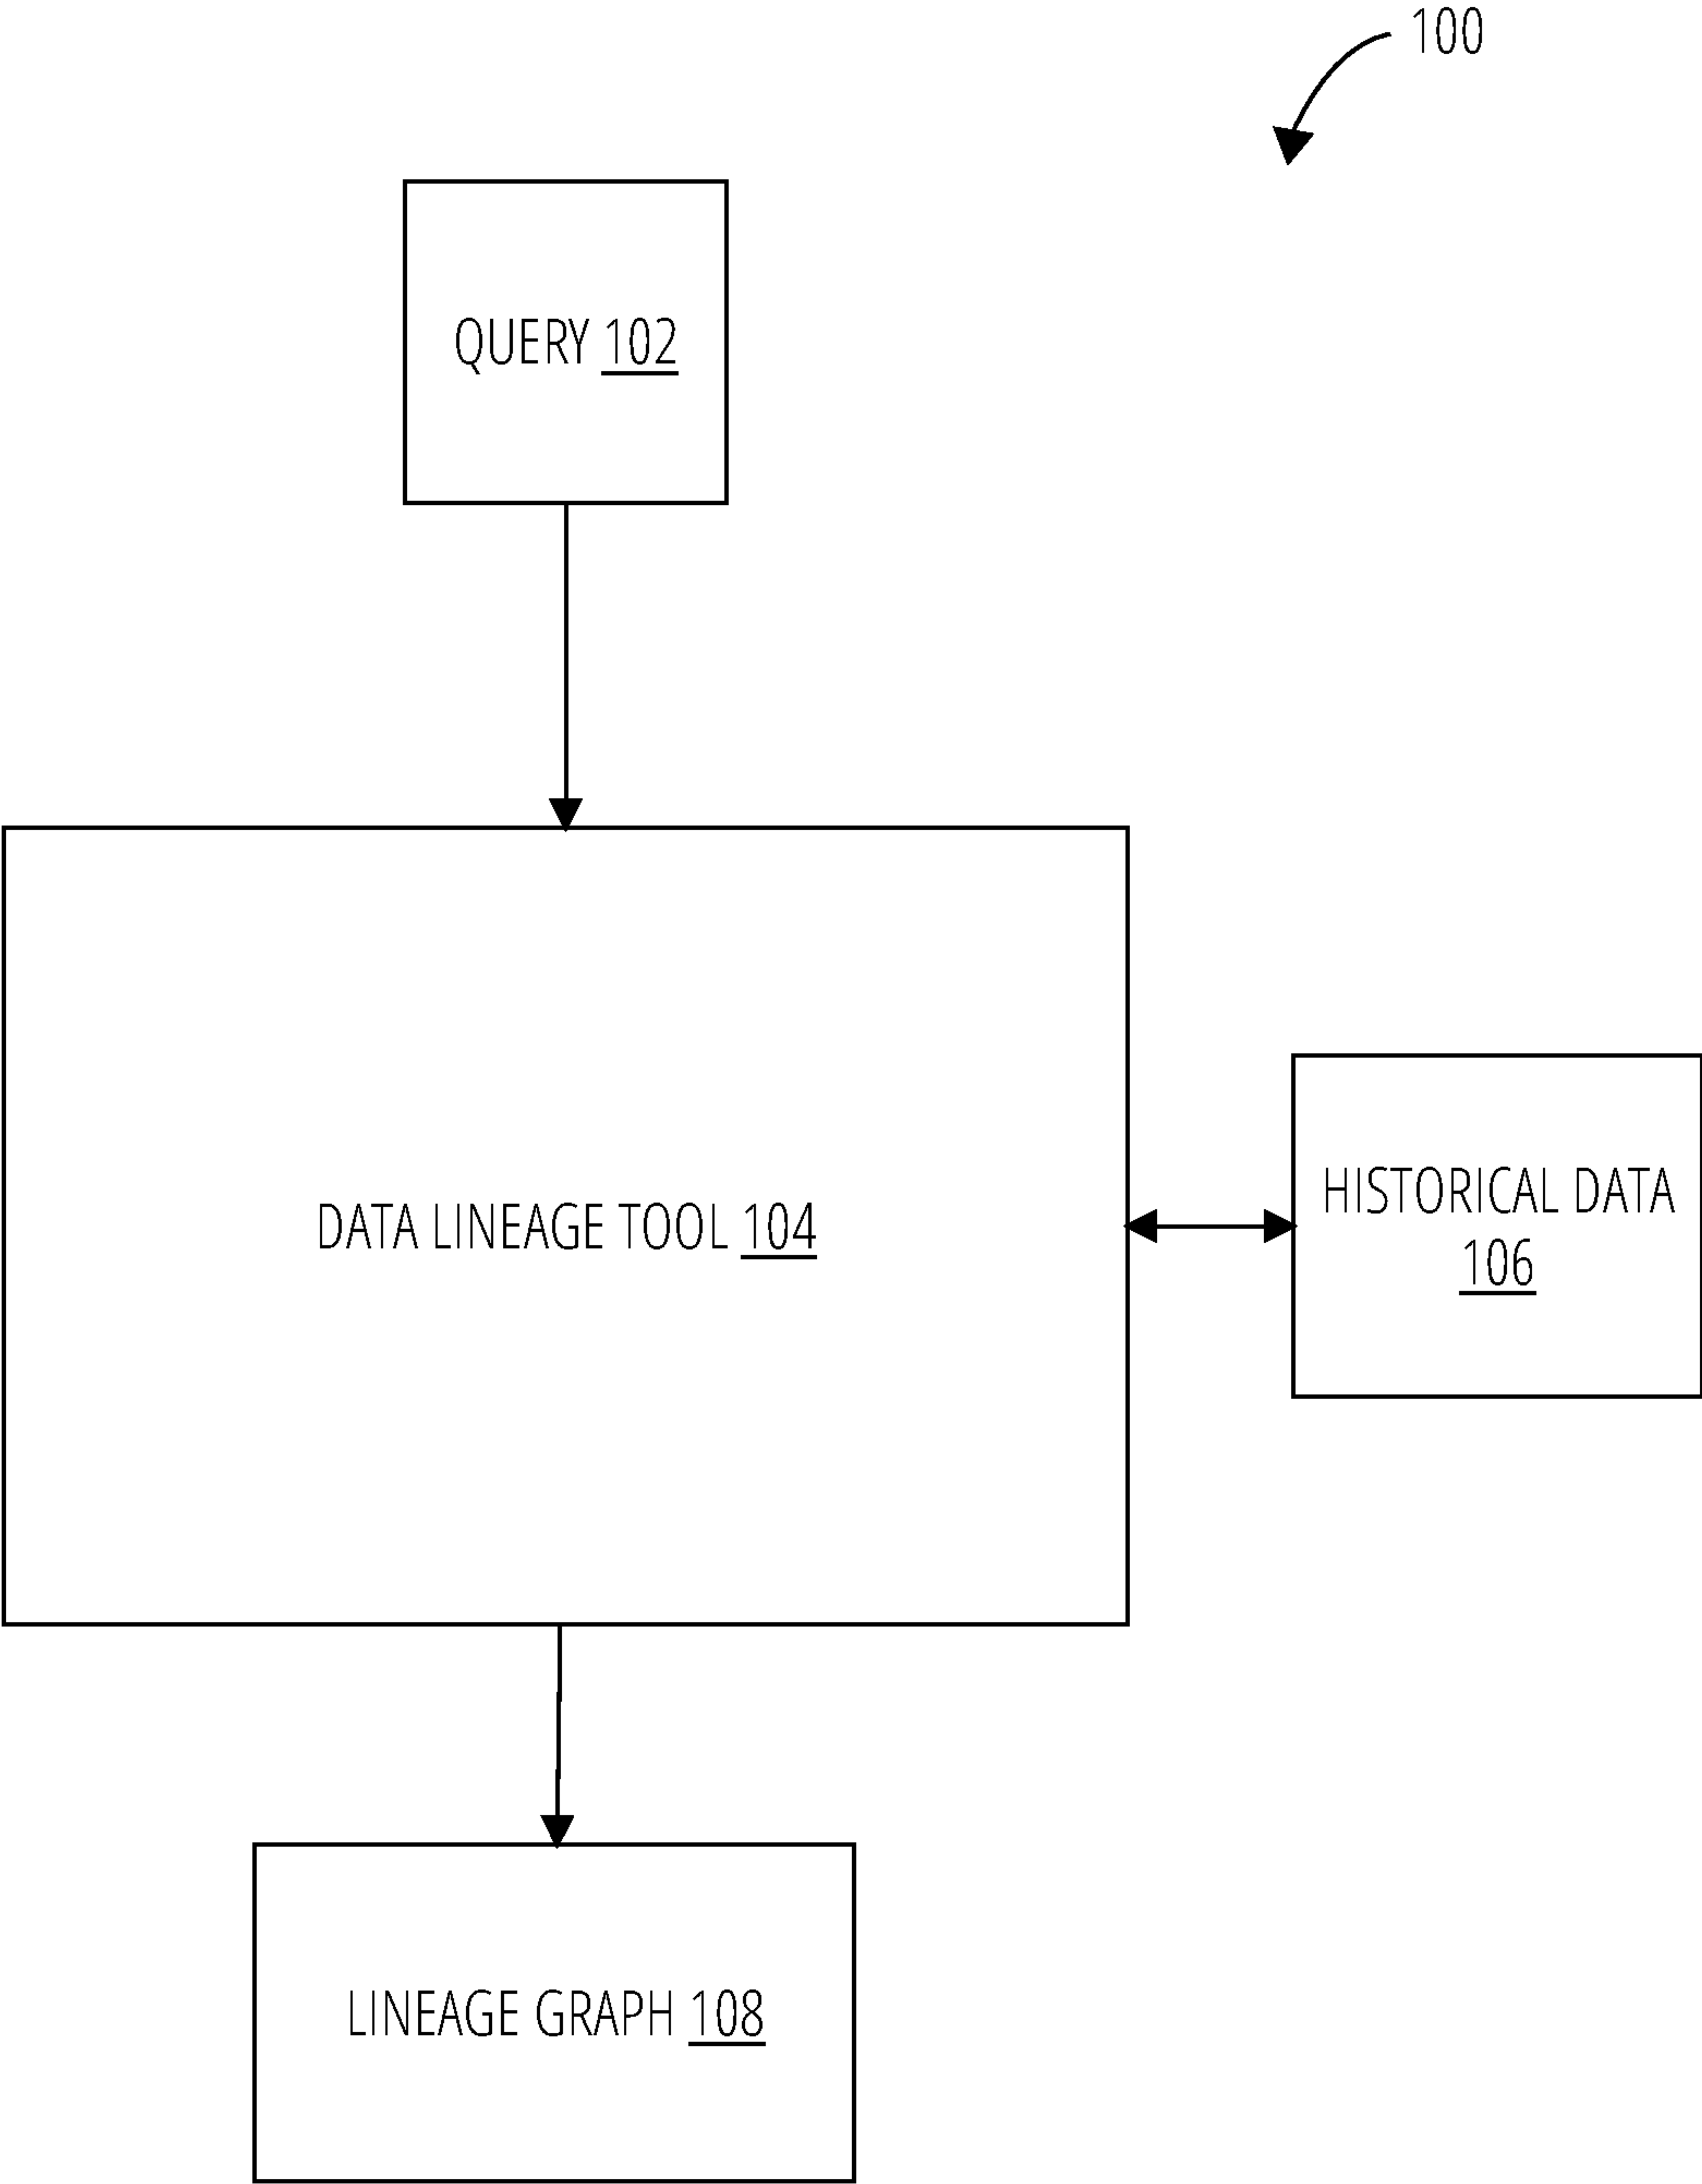 100
QUERY 102
DATA LINEAGE TOOL 104
HISTORICAL DATA
106
LINEAGE GRAPH 108